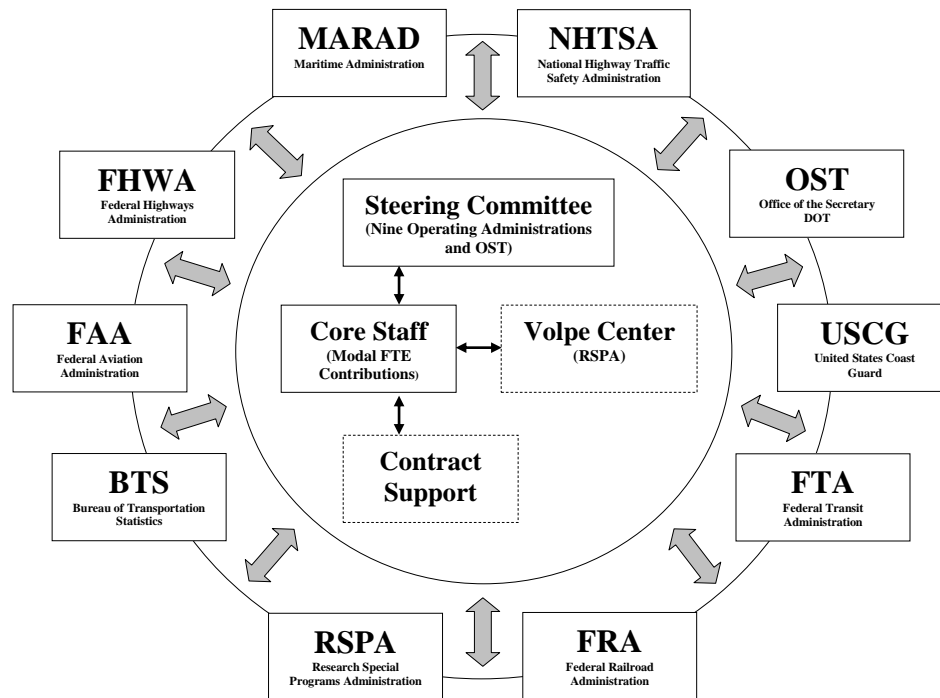 MARAD
Maritime Administration
NHTSA
National Highway Traffic
Safety Administration
FHWA
Federal Highways
Administration
OST
Office of the Secretary
DOT
Steering Committee
(Nine Operating Administrations
and OST)
FAA
Federal Aviation
Administration
Core Staff
(Modal FTE
Contributions)
Volpe Center
(RSPA)
USCG
United States Coast
Guard
BTS
Bureau of Transportation
Statistics
Contract
Support
FTA
Federal Transit
Administration
RSPA
Research Special
Programs Administration
FRA
Federal Railroad
Administration